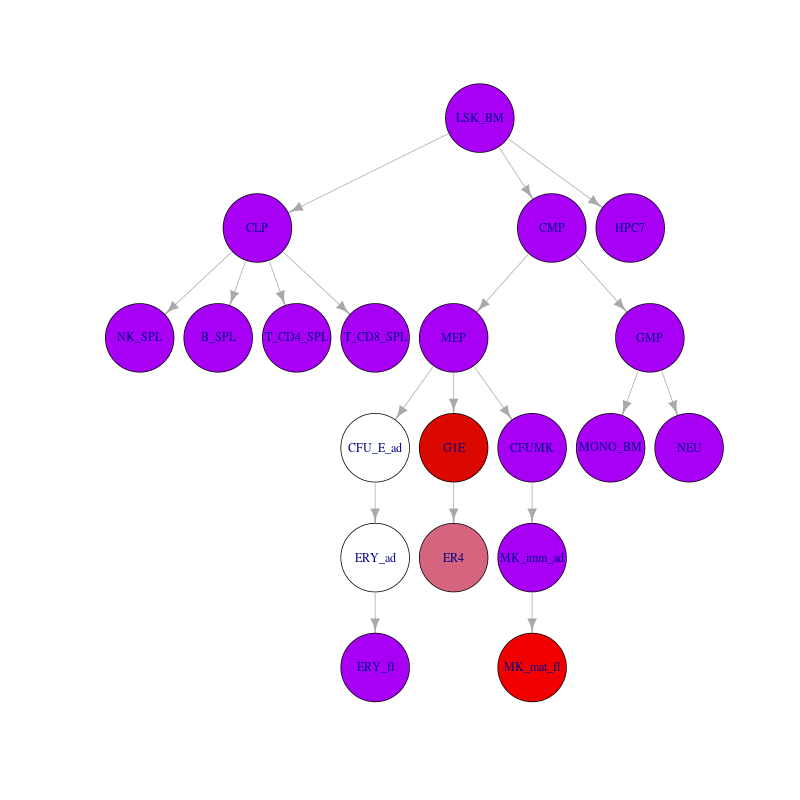 LSK_BM
CLP
CMP
HPC7
NK_SPL
B_SPL
T_CD4_SPL
T_CD8_SPL
MEP
GMP
CFU_E_ad
G1E
CFUMK
MONO_BM
NEU
ERY_ad
ER4
MK_imm_ad
ERY_fl
MK_mat_fl